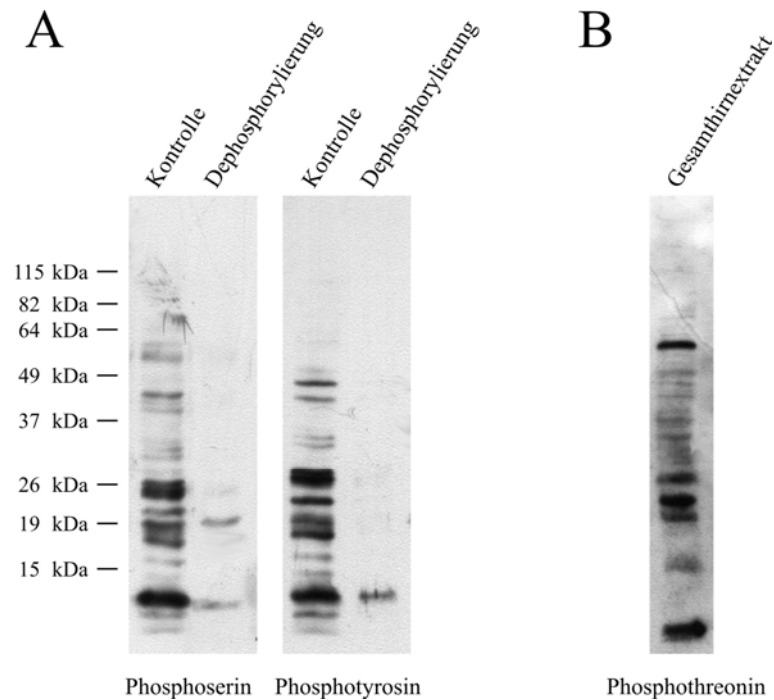 A
B
Kontrolle
Dephosphorylierung
Kontrolle
Dephosphorylierung
Gesamthirnextrakt
115 kDa
82 kDa
64 kDa
49 kDa
37 kDa
26 kDa
19 kDa
15 kDa
Phosphoserin
Phosphotyrosin
Phosphothreonin